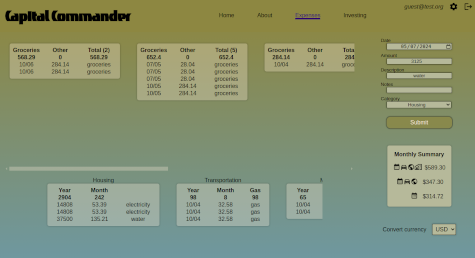 Capital Commander
Home About Expenses Investing
guest@test.org
Groceries Other Total (2)
568.29 0 568.29
10/06 284.14 groceries
10/06 284.14 groceries
Groceries Other Total (5)
652.4 0 652.4
07/05 28.04 groceries
07/05 28.04 groceries
07/05 28.04 groceries
10/05 284.14 groceries
10/05 284.14 groceries
Groceries Other
284.14 0
10/04 284.14 groceries
Date
05/07/2024
Amount
Description
water
Notes
Category
Housing
Submit
Monthly Summary
$589.30
$347.30
$314.72
Convert currency USD
Housing
Year Month
2904 242
14808 53.39 electricity
14808 53.39 electricity
37500 135.21 water
Transportation
Year Month Gas
98 8 98
10/04 32.58 gas
10/04 32.58 gas
10/04 32.58 gas
Year
65
10/04
10/04